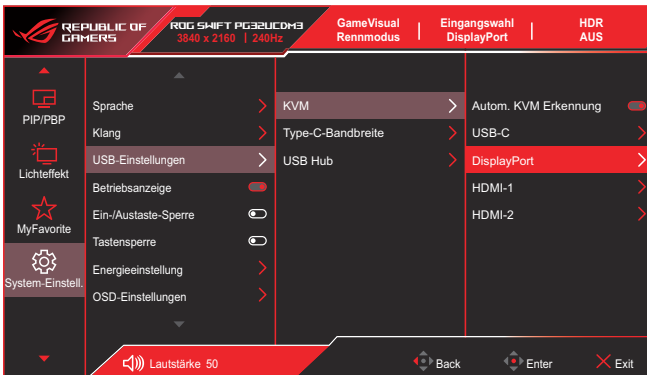 REPUBLIC OF
GAMERS
ROG SWIFT PG32UCDM3
3840 x 2160 | 240Hz
GameVisual
Rennmodus
Eingangswahl
DisplayPort
HDR
AUS
PIP/PBP
Lichteffekt
MyFavorite
System-Einstell.
Sprache
Klang
USB-Einstellungen
Betriebsanzeige
Ein-/Austaste-Sperre
Tastensperre
Energieeinstellung
OSD-Einstellungen
KVM
Type-C-Bandbreite
USB Hub
Autom. KVM Erkennung
USB-C
DisplayPort
HDMI-1
HDMI-2
Lautstärke 50
Back
Enter
Exit